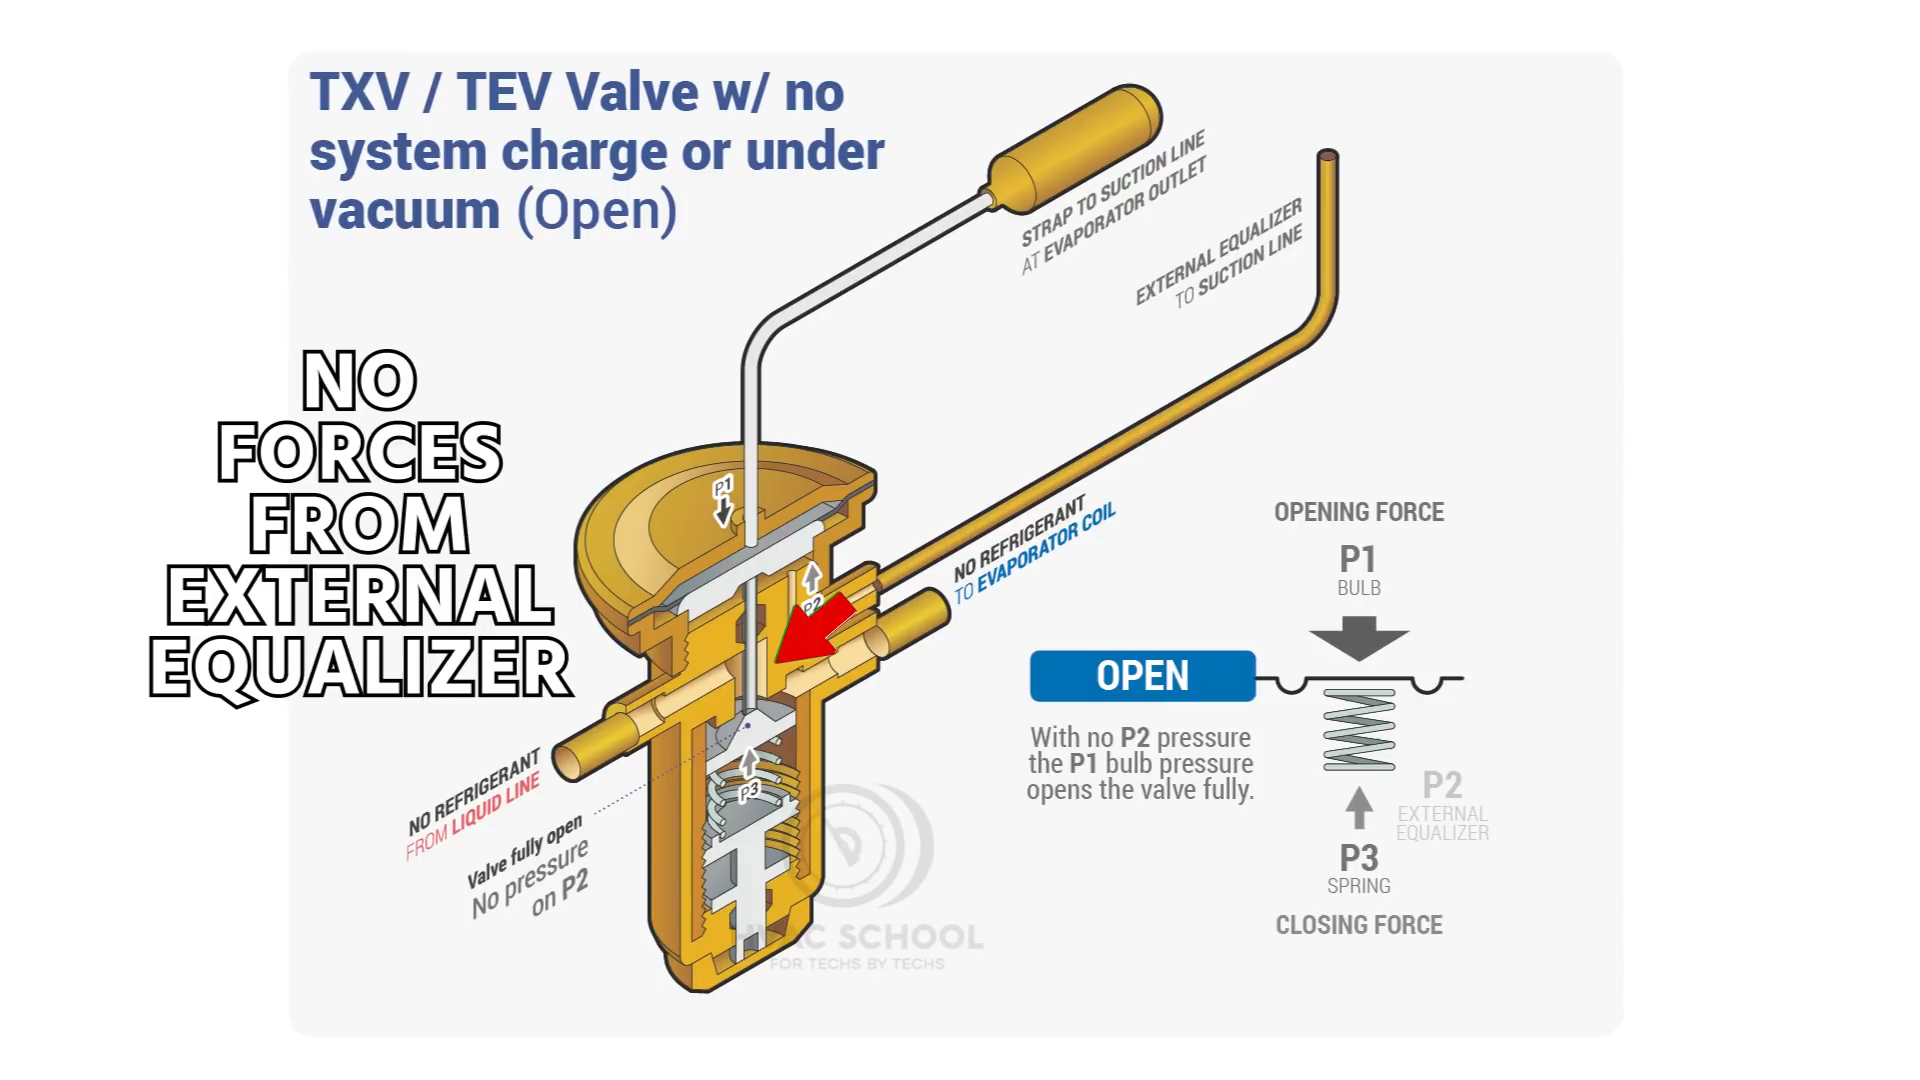 TXV / TEV Valve w/ no
system charge or under
vacuum (Open)
STRAP TO SUCTION LINE
AT EVAPORATOR OUTLET
EXTERNAL EQUALIZER
TO SUCTION LINE
NO
FORCES
FROM
EXTERNAL
EQUALIZER
P1
P2
P3
NO REFRIGERANT
TO EVAPORATOR COIL
NO REFRIGERANT
FROM LIQUID LINE
Valve fully open
No pressure
on P2
OPENING FORCE
P1
BULB
OPEN
With no P2 pressure
the P1 bulb pressure
opens the valve fully.
P2
EXTERNAL
EQUALIZER
P3
SPRING
CLOSING FORCE
HVAC SCHOOL
FOR TECHS BY TECHS